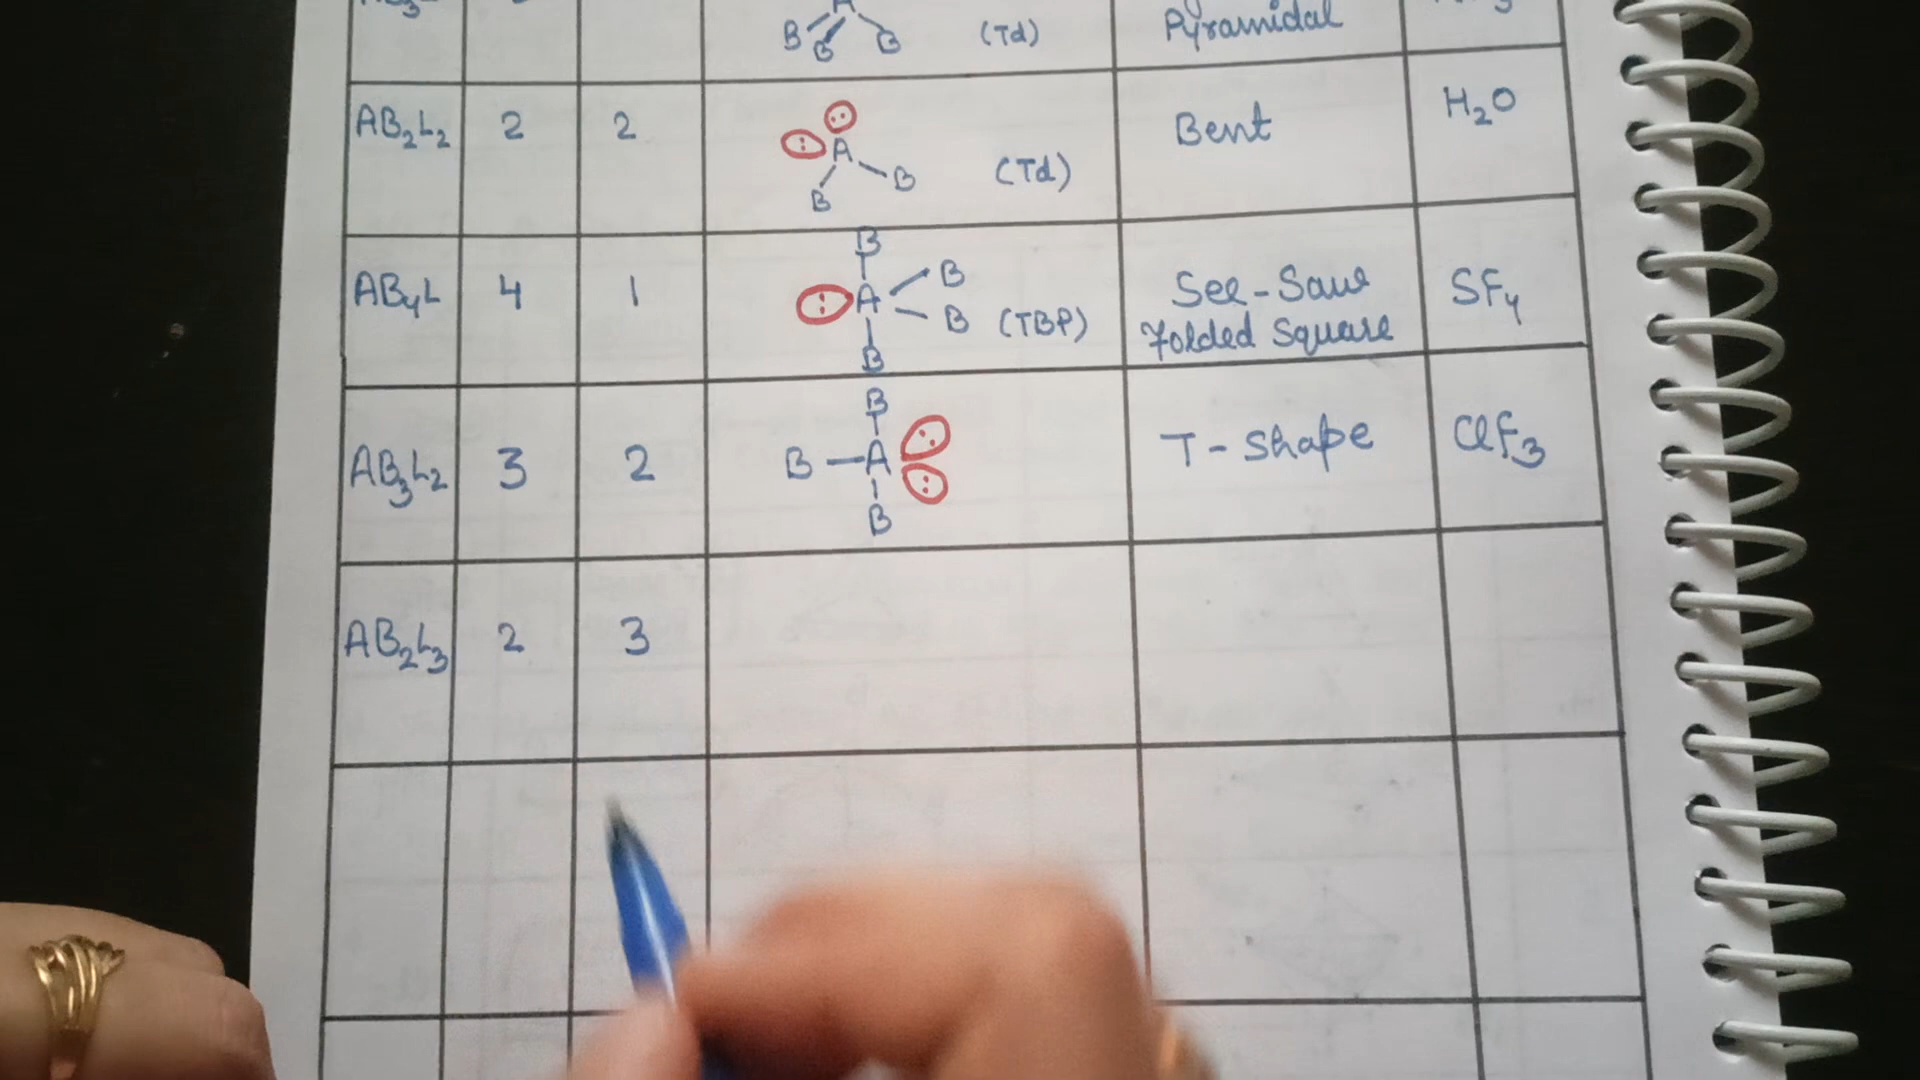 B B B (Td) Pyramidal
AB2L2 2 2 A B B (Td) Bent H2O
AB4L 4 1 B A B B B (TBP) See-Saw Folded Square SF4
AB3L2 3 2 B B A B T-Shape ClF3
AB2L3 2 3